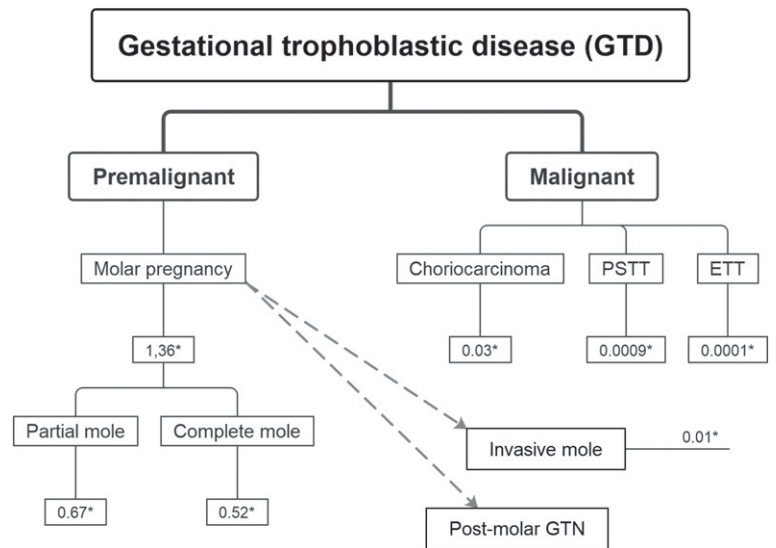 Gestational trophoblastic disease (GTD)
Premalignant
Malignant
Molar pregnancy
Choriocarcinoma
PSTT
ETT
1,36*
0.03*
0.0009*
0.0001*
Partial mole
Complete mole
Invasive mole
0.01*
0.67*
0.52*
Post-molar GTN